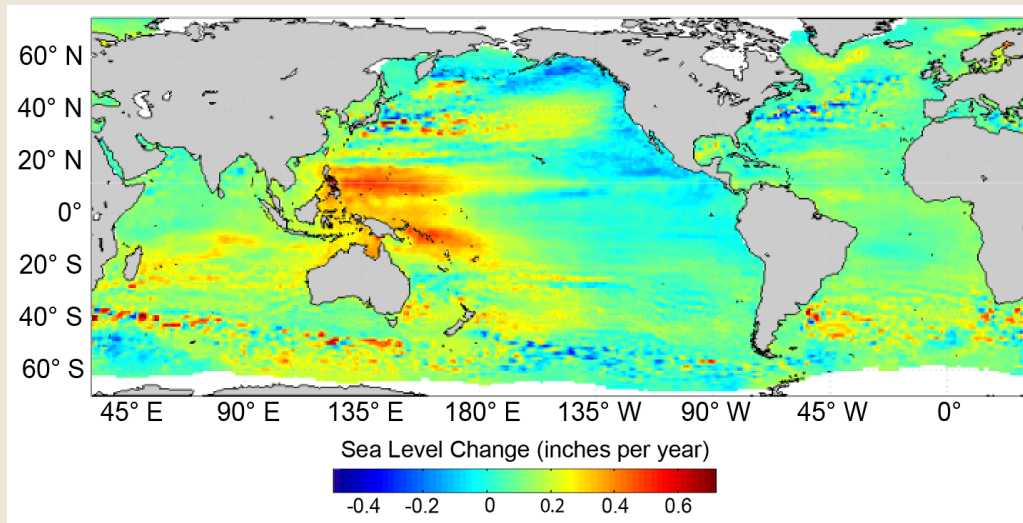 60° N
40° N
20° N
0°
20° S
40° S
60° S
45° E 90° E 135° E 180° E 135° W 90° W 45° W 0°
Sea Level Change (inches per year)
-0.4 -0.2 0 0.2 0.4 0.6